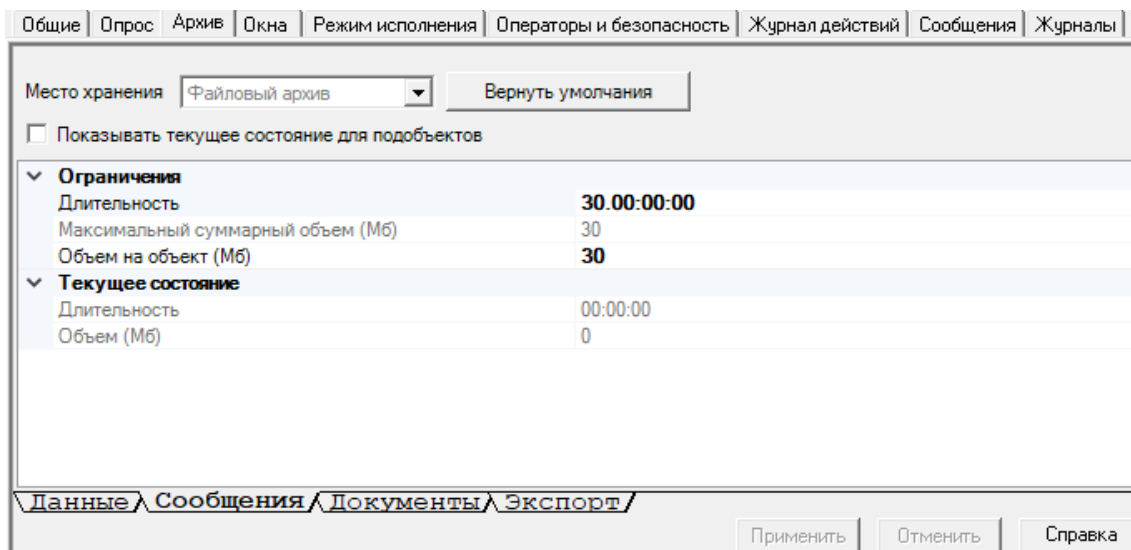 Общие Опрос Архив Окна Режим исполнения Операторы и безопасность Журнал действий Сообщения Журналы
Место хранения Файловый архив Вернуть умолчания
Показывать текущее состояние для подобъектов
Ограничения
Длительность 30.00:00:00
Максимальный суммарный объем (Мб) 30
Объем на объект (Мб) 30
Текущее состояние
Длительность 00:00:00
Объем (Мб) 0
Данные Сообщения Документы Экспорт
Применить Отменить Справка